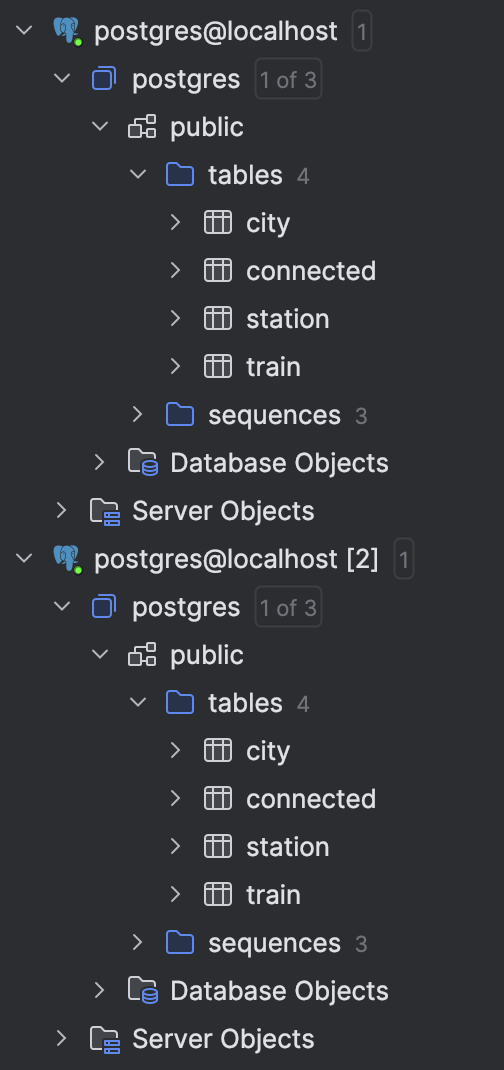 postgres@localhost 1
postgres 1 of 3
public
tables 4
city
connected
station
train
sequences 3
Database Objects
Server Objects
postgres@localhost [2] 1
postgres 1 of 3
public
tables 4
city
connected
station
train
sequences 3
Database Objects
Server Objects